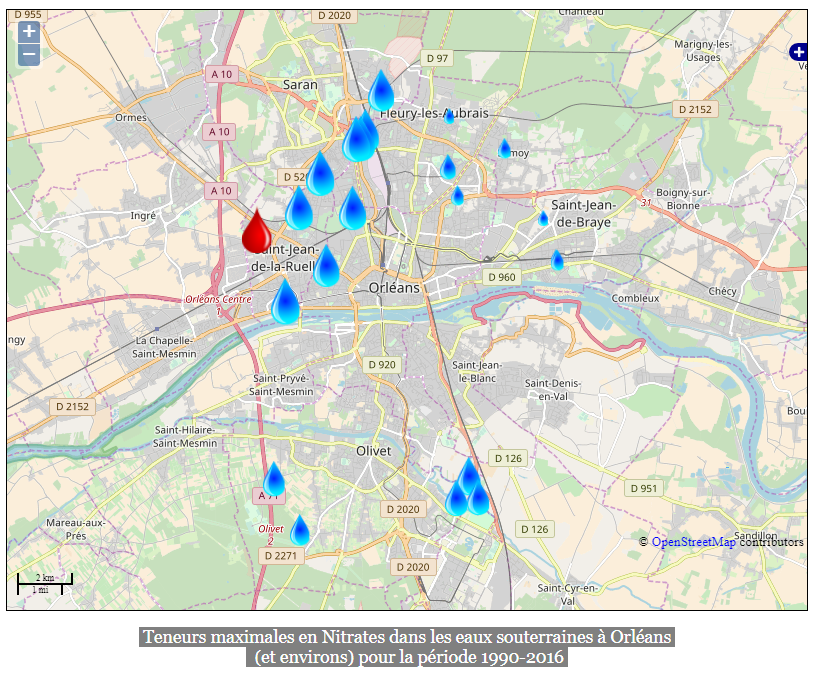 D 955
D 2020
Chanteau
+
−
D 97
Marigny-les-
Usages
+
A 10
Saran
Ormes
Fleury-les-Aubrais
D 2152
A 10
D 520
A 10
Boigny-sur-
Bionne
31
Saint-Jean-
de-Braye
Ingré
Saint-Jean-
de-la-Ruelle
D 960
Orléans
Orléans Centre
1
Combleux
Chécy
La Chapelle-
Saint-Mesmin
D 920
Saint-Jean-
le-Blanc
Saint-Pryvé-
Saint-Mesmin
Saint-Denis-
en-Val
D 2152
Saint-Hilaire-
Saint-Mesmin
Bou
Olivet
D 126
D 951
A 71
Mareau-aux-
Prés
Olivet
2
D 2020
D 126
Sandillon
© OpenStreetMap contributors
D 2271
D 2020
2 km
1 mi
Saint-Cyr-en-
Val
Teneurs maximales en Nitrates dans les eaux souterraines à Orléans
(et environs) pour la période 1990-2016